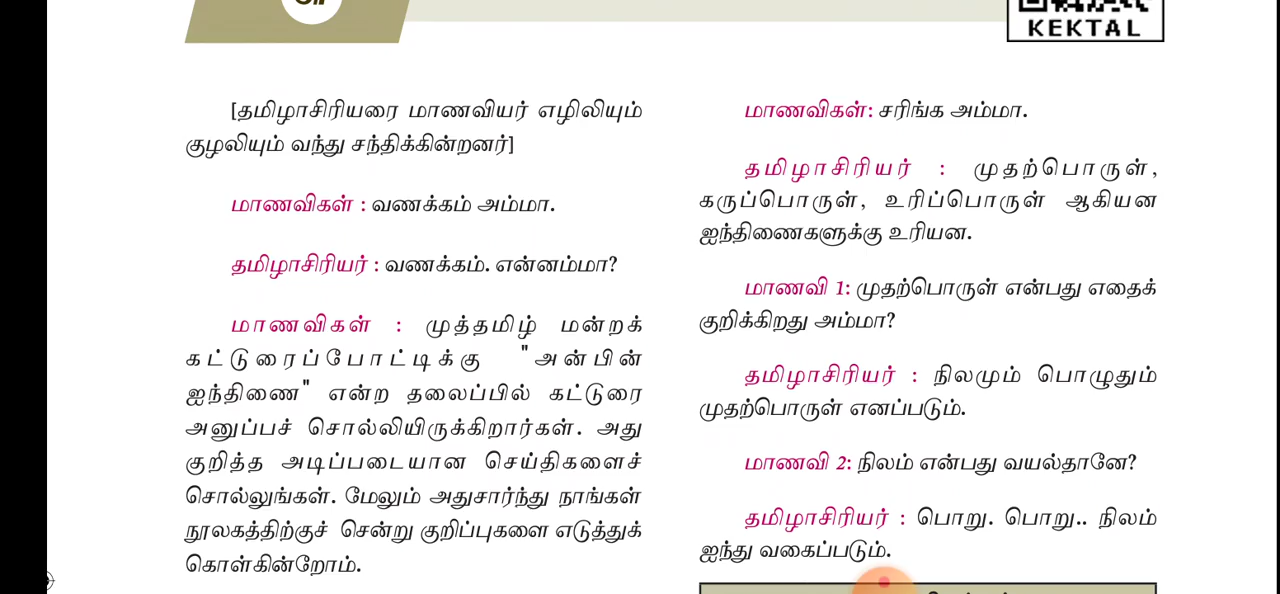 KEKTAL
[தமிழாசிரியரை மாணவியர் எழிலியும்
குழலியும் வந்து சந்திக்கின்றனர்]
மாணவிகள் : வணக்கம் அம்மா.
தமிழாசிரியர் : வணக்கம். என்னம்மா?
மாணவிகள் : முத்தமிழ் மன்றக்
கட்டுரைப்போட்டிக்கு "அன்பின்
ஐந்திணை" என்ற தலைப்பில் கட்டுரை
அனுப்பச் சொல்லியிருக்கிறார்கள். அது
குறித்த அடிப்படையான செய்திகளைச்
சொல்லுங்கள். மேலும் அதுசார்ந்து நாங்கள்
நூலகத்திற்குச் சென்று குறிப்புகளை எடுத்துக்
கொள்கின்றோம்.
மாணவிகள்: சரிங்க அம்மா.
தமிழாசிரியர் : முதற்பொருள்,
கருப்பொருள், உரிப்பொருள் ஆகியன
ஐந்திணைகளுக்கு உரியன.
மாணவி 1: முதற்பொருள் என்பது எதைக்
குறிக்கிறது அம்மா?
தமிழாசிரியர் : நிலமும் பொழுதும்
முதற்பொருள் எனப்படும்.
மாணவி 2: நிலம் என்பது வயல்தானே?
தமிழாசிரியர் : பொறு. பொறு.. நிலம்
ஐந்து வகைப்படும்.